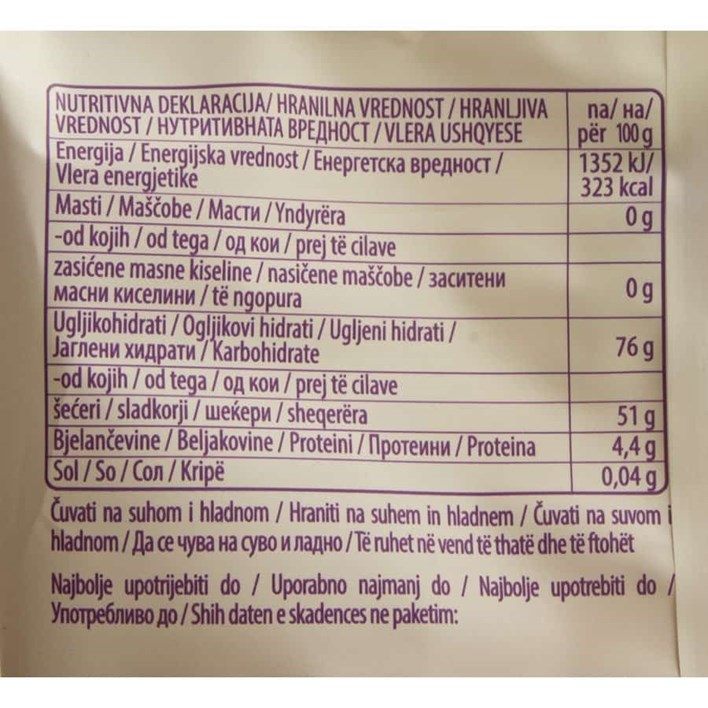 NUTRITIVNA DEKLARACIJA/ HRANILNA VREDNOST / HRANLJIVA
VREDNOST / НУТРИТИВНАТА ВРЕДНОСТ / VLERA USHQYESE
na/ на/
për 100 g
Energija / Energijska vrednost / Енергетска вредност /
Vlera energjetike
1352 kJ/
323 kcal
Masti / Maščobe / Масти / Yndyrëra
0 g
-od kojih / od tega / од кои / prej të cilave
zasićene masne kiseline / nasičene maščobe / заситени
масни киселини / të ngopura
0 g
Ugljikohidrati / Ogljikovi hidrati / Ugljeni hidrati /
Јаглени хидрати / Karbohidrate
76 g
-od kojih / od tega / од кои / prej të cilave
šećeri / sladkorji / шеќери / sheqerëra
51 g
Bjelančevine / Beljakovine / Proteini / Протеини / Proteina
4,4 g
Sol / So / Сол / Kripë
0,04 g
Čuvati na suhom i hladnom / Hraniti na suhem in hladnem / Čuvati na suvom i
hladnom / Да се чува на суво и ладно / Të ruhet në vend të thatë dhe të ftohët
Najbolje upotrijebiti do / Uporabno najmanj do / Najbolje upotrebiti do /
Употребливо до / Shih daten e skadences ne paketim: